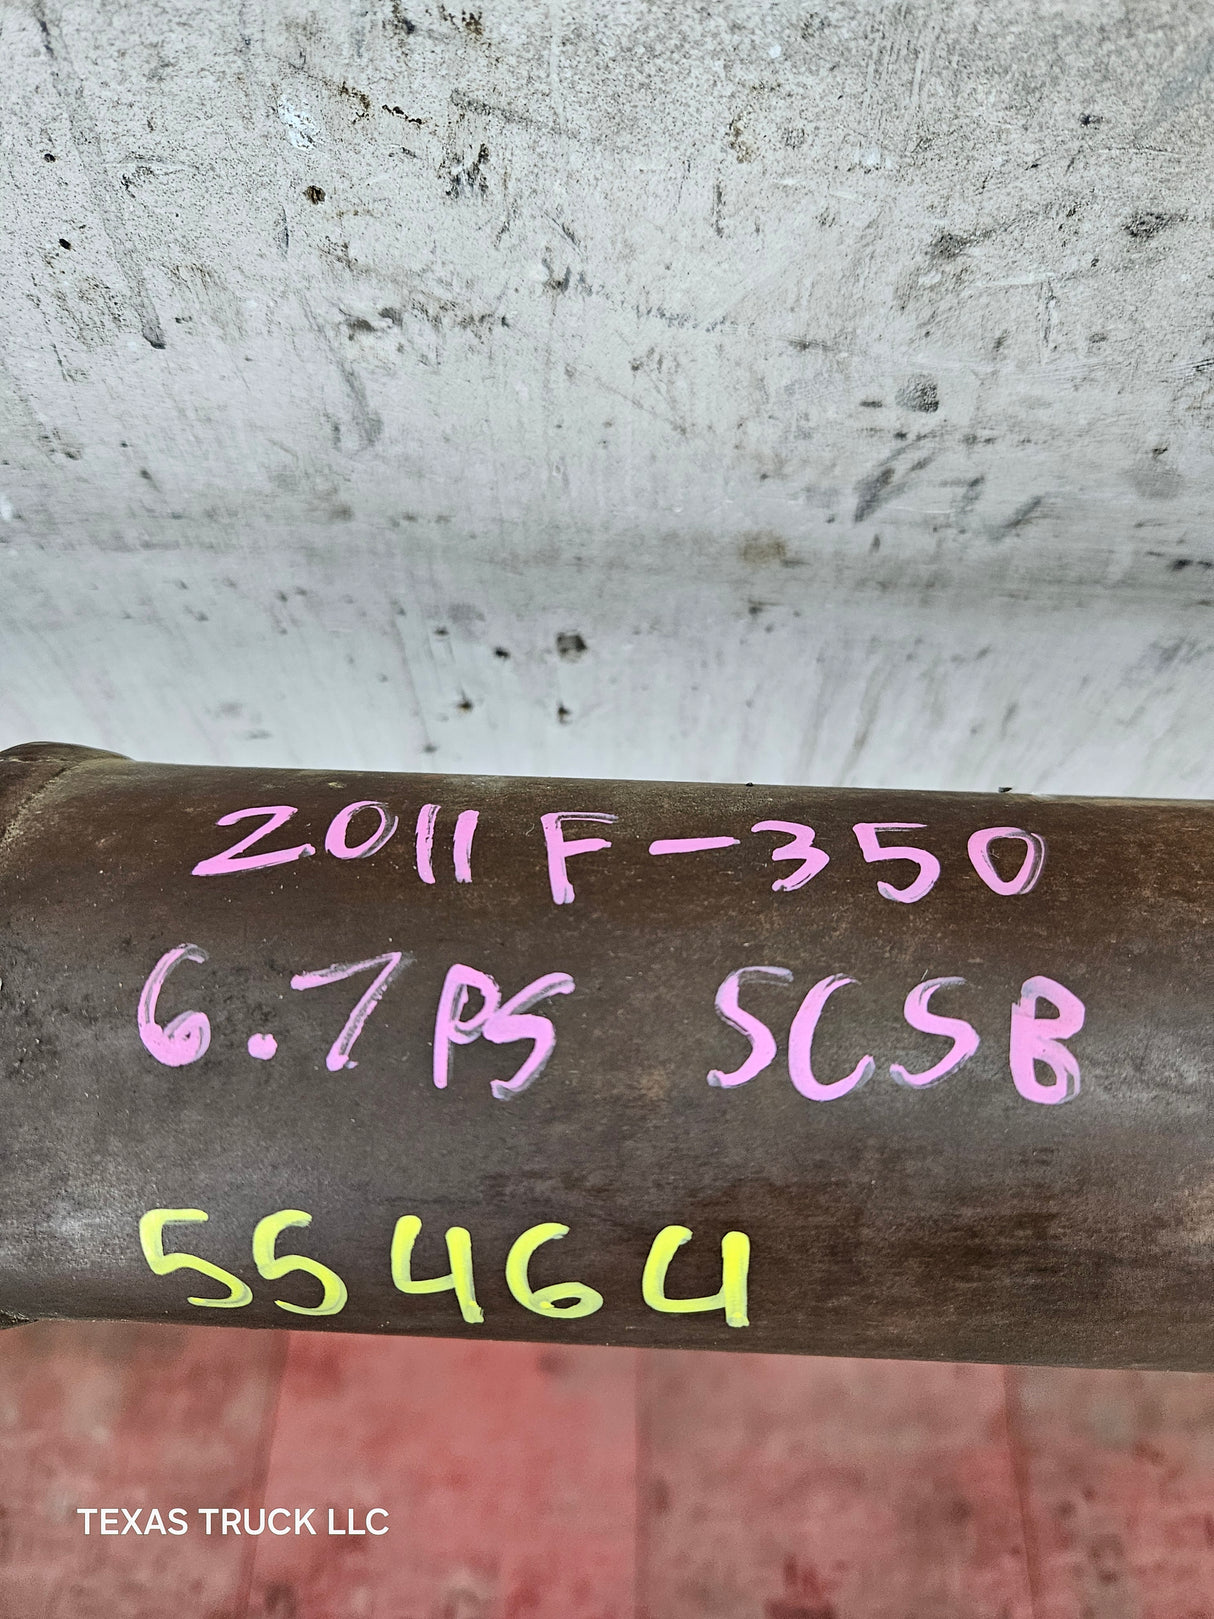 2011 F-350
6.7 PS SCSB
55464
TEXAS TRUCK LLC